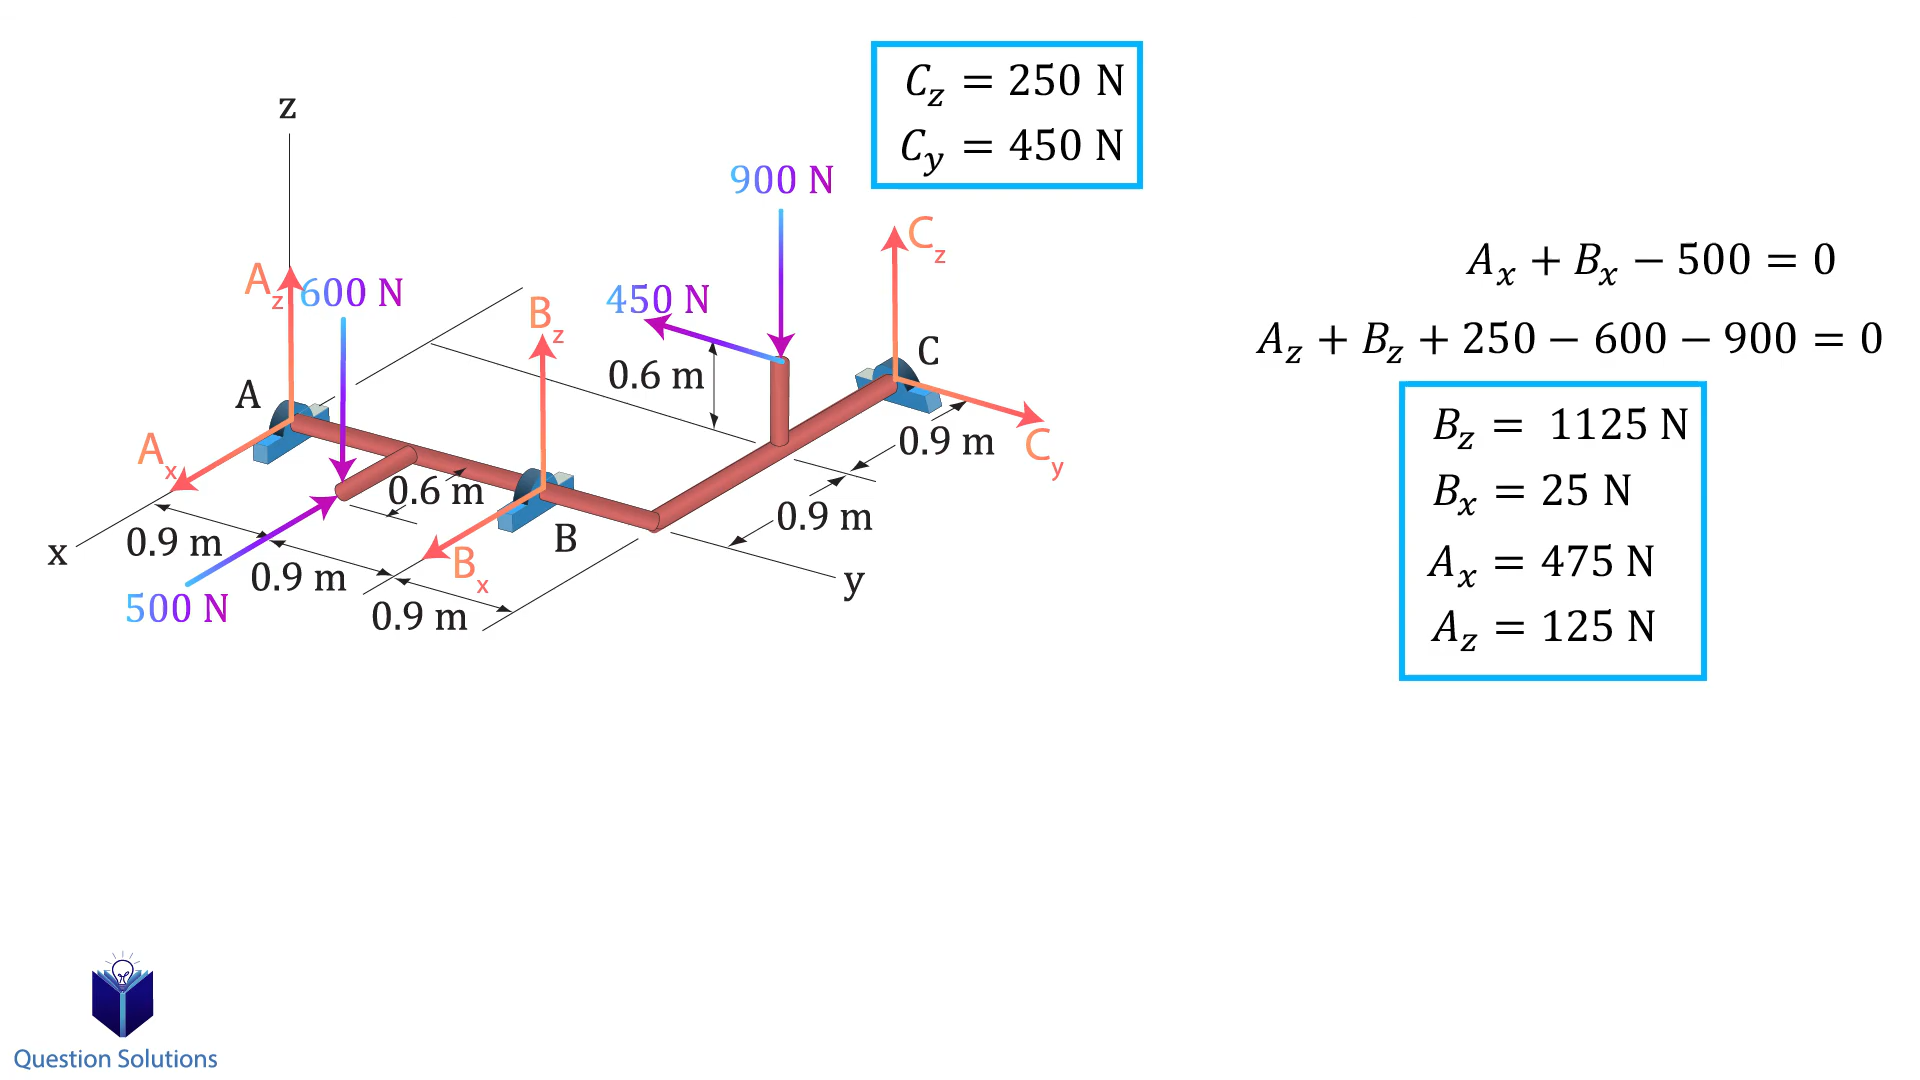 C_z = 250 N
C_y = 450 N
z
900 N
C_z
A_z
600 N
450 N
B_z
A_x + B_x − 500 = 0
A_z + B_z + 250 − 600 − 900 = 0
0.6 m
C
A
A_x
0.6 m
0.9 m
C_y
B_z = 1125 N
B_x = 25 N
A_x = 475 N
A_z = 125 N
0.9 m
B
x
0.9 m
0.9 m
B_x
y
500 N
0.9 m
Question Solutions